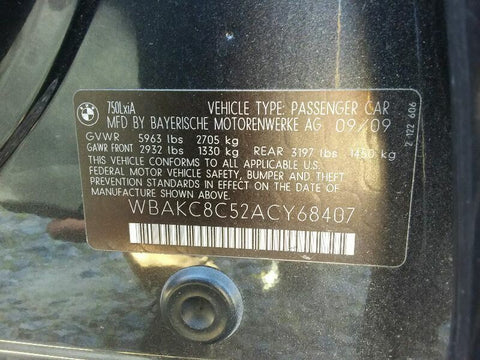 BMW
750LxiA VEHICLE TYPE: PASSENGER CAR
MFD BY BAYERISCHE MOTORENWERKE AG 09/09
GVWR 5963 lbs 2705 kg
GAWR FRONT 2932 lbs 1330 kg REAR 3197 lbs 1450 kg
THIS VEHICLE CONFORMS TO ALL APPLICABLE U.S.
FEDERAL MOTOR VEHICLE SAFETY, BUMPER AND THEFT
PREVENTION STANDARDS IN EFFECT ON THE DATE OF
MANUFACTURE SHOWN ABOVE.
WBAKC8C52ACY68407
2 122 606